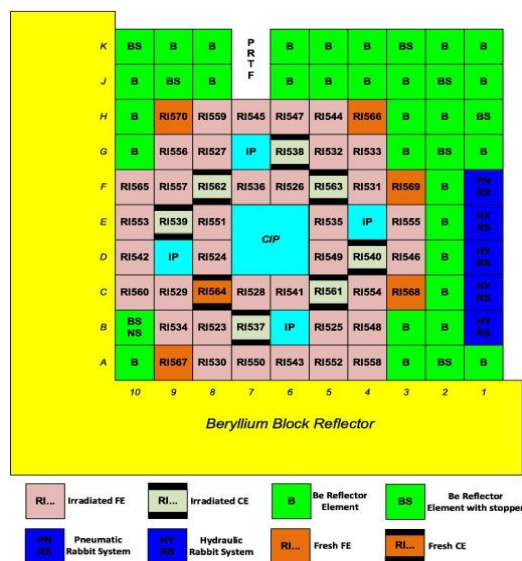 K BS B B P R T F B B B BS B B
J B BS B B B B B BS B
H B RI570 RI559 RI545 RI547 RI544 RI566 B B BS
G B RI556 RI527 IP RI538 RI532 RI533 B BS B
F RI565 RI557 RI562 RI536 RI526 RI563 RI531 RI569 B PN RS
E RI553 RI539 RI551 CIP RI535 IP RI555 B HY RS
D RI542 IP RI524 RI549 RI540 RI546 B HY RS
C RI560 RI529 RI564 RI528 RI541 RI561 RI554 RI568 B HY RS
B BS NS RI534 RI523 RI537 IP RI525 RI548 B B HY RS
A B RI567 RI530 RI550 RI543 RI552 RI558 B BS B
10 9 8 7 6 5 4 3 2 1
Beryllium Block Reflector
RI... Irradiated FE RI... Irradiated CE B Be Reflector Element BS Be Reflector Element with stopper
PN RS Pneumatic Rabbit System HY RS Hydraulic Rabbit System RI... Fresh FE RI... Fresh CE